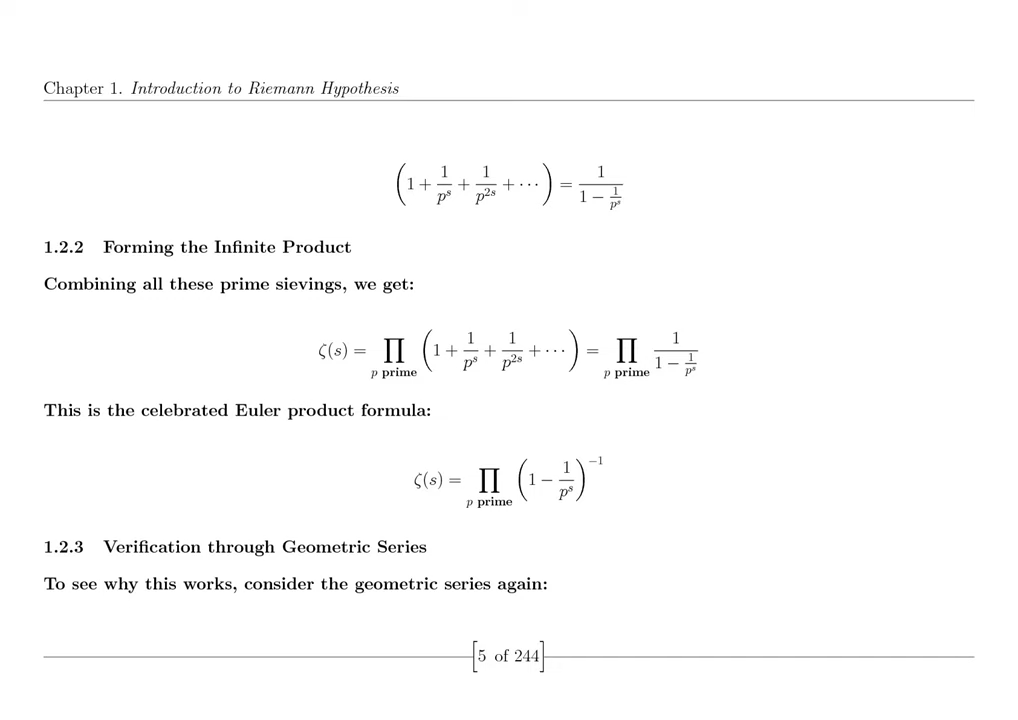 Chapter 1. Introduction to Riemann Hypothesis
(1 + 1/p^s + 1/p^{2s} + ···) = 1/(1 − 1/p^s)
1.2.2 Forming the Infinite Product
Combining all these prime sievings, we get:
ζ(s) = ∏_{p prime} (1 + 1/p^s + 1/p^{2s} + ···) = ∏_{p prime} 1/(1 − 1/p^s)
This is the celebrated Euler product formula:
ζ(s) = ∏_{p prime} (1 − 1/p^s)^{−1}
1.2.3 Verification through Geometric Series
To see why this works, consider the geometric series again:
[5 of 244]